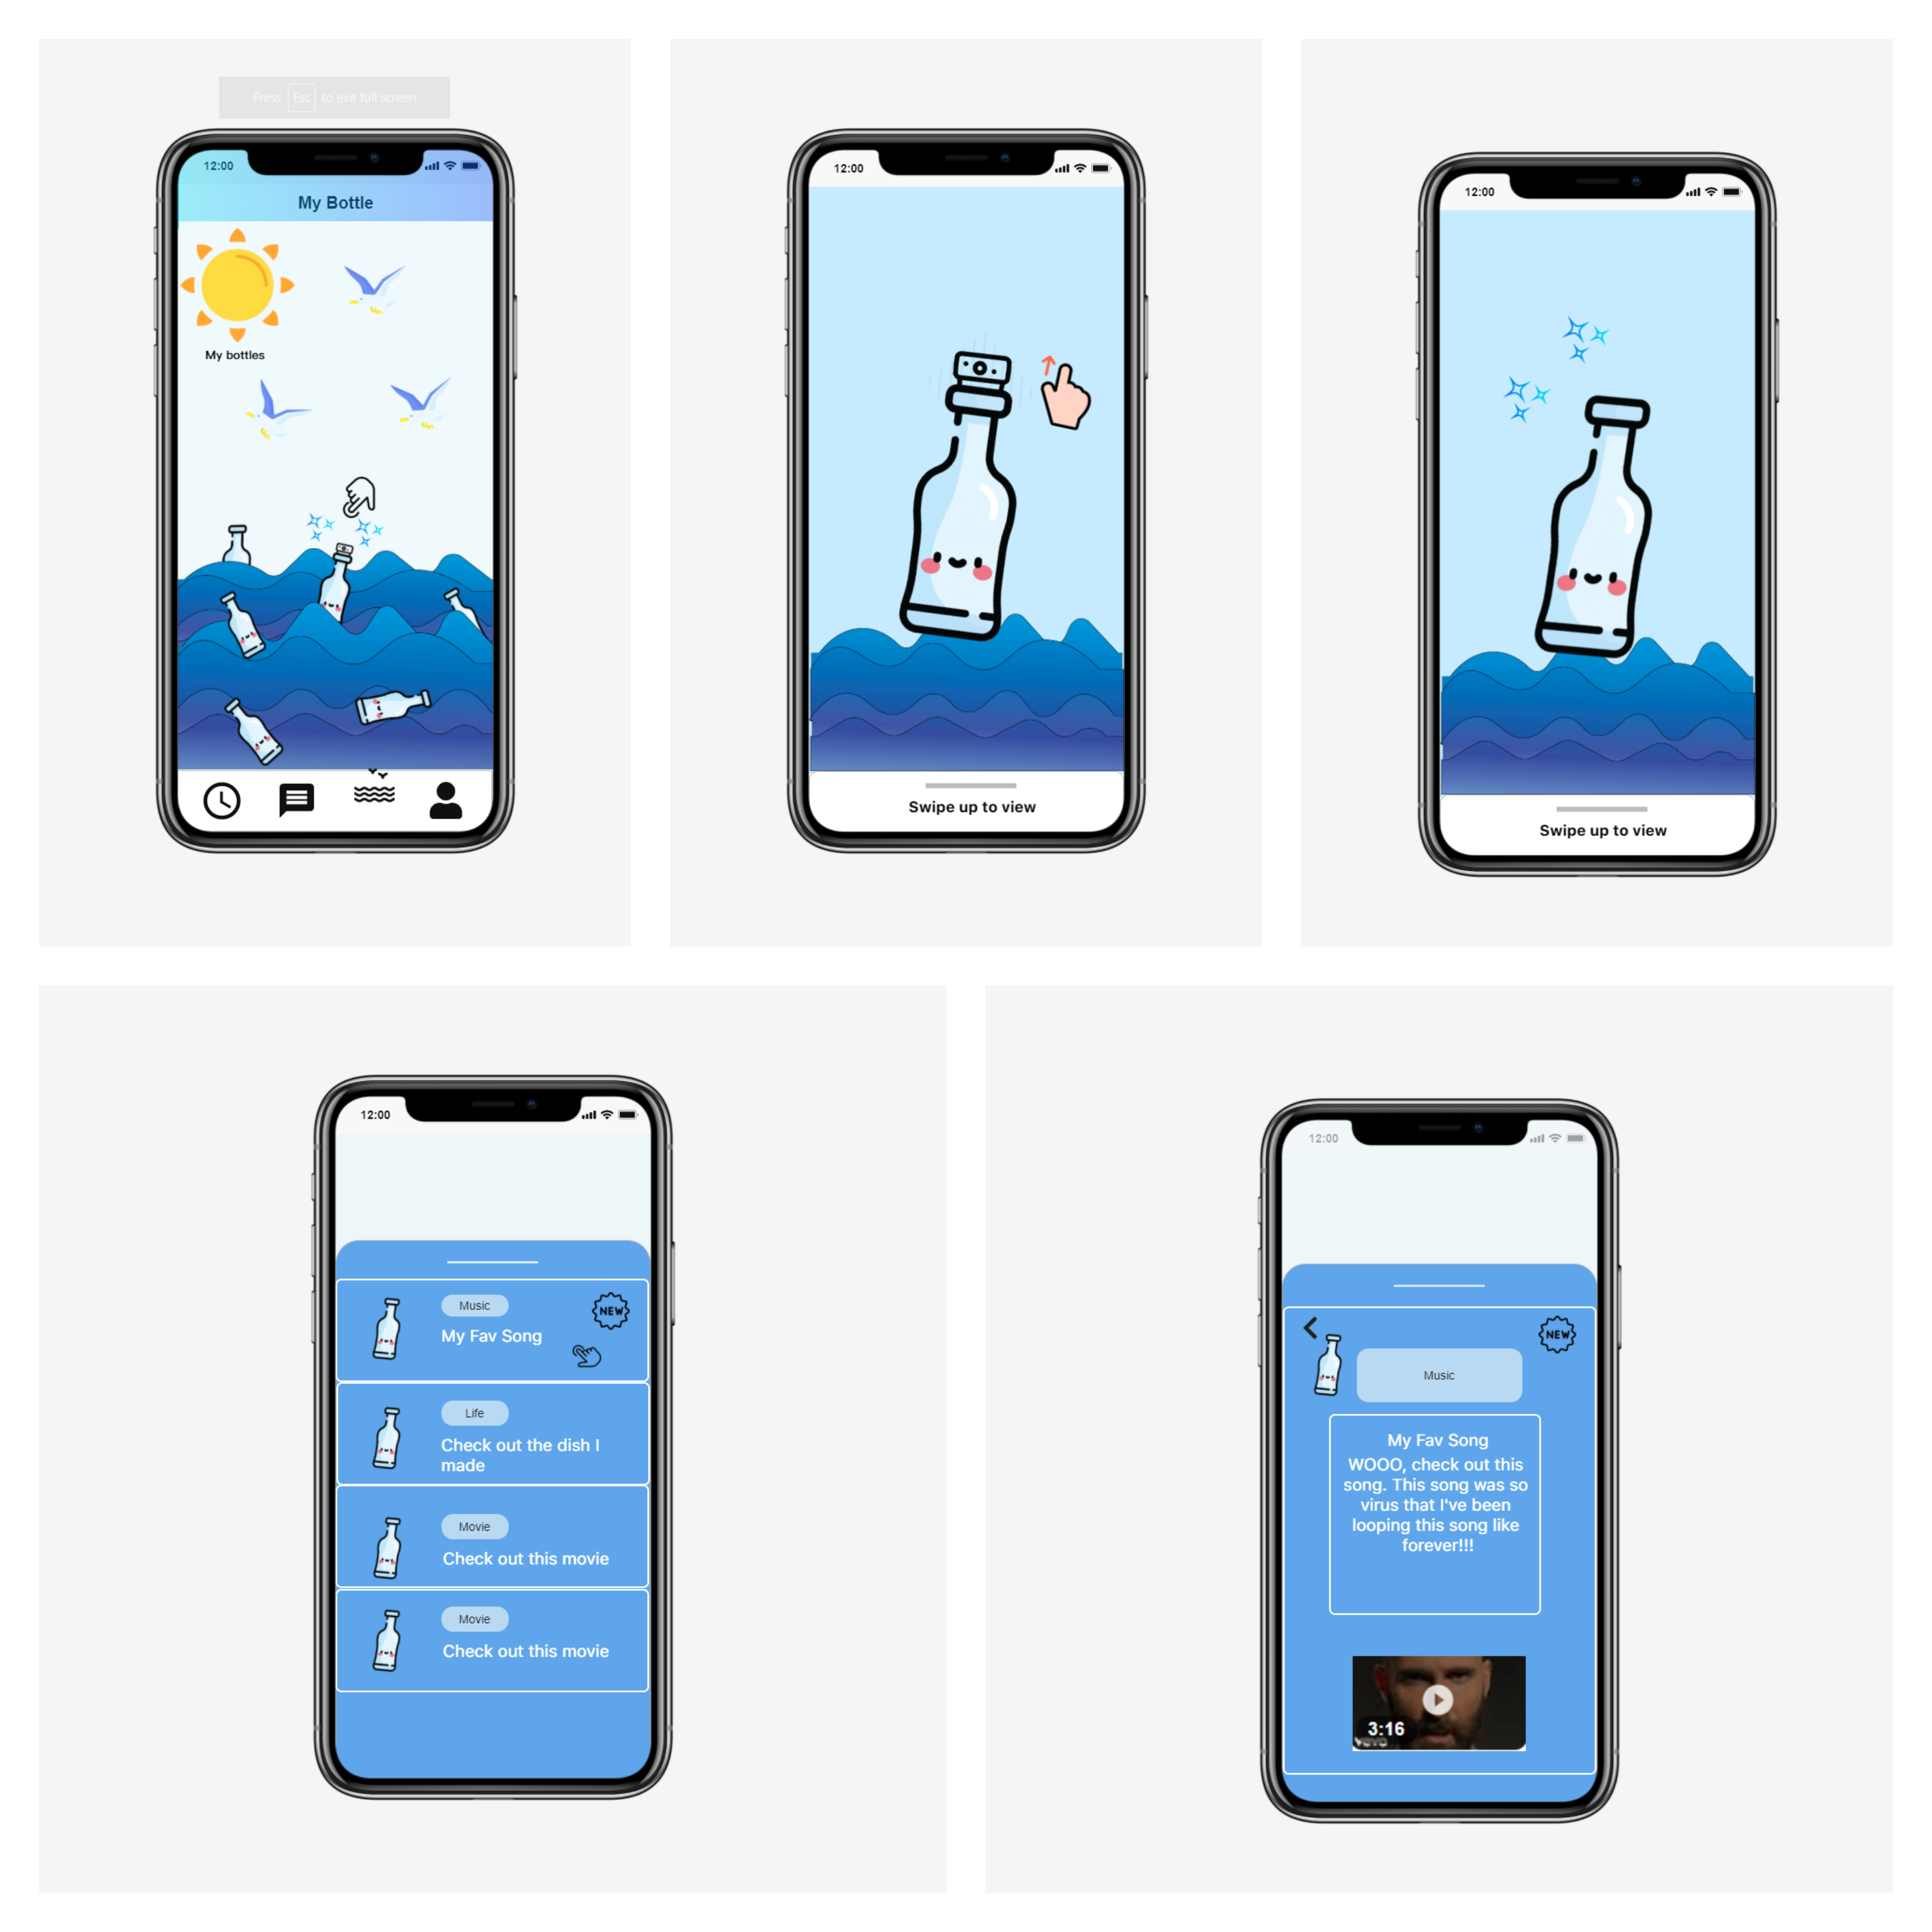 Press Esc to exit full screen
12:00
My Bottle
My bottles
12:00
Swipe up to view
12:00
Swipe up to view
12:00
Music
NEW
My Fav Song
Life
Check out the dish I
made
Movie
Check out this movie
Movie
Check out this movie
12:00
NEW
Music
My Fav Song
WOOO, check out this
song. This song was so
virus that I've been
looping this song like
forever!!!
3:16
vevo